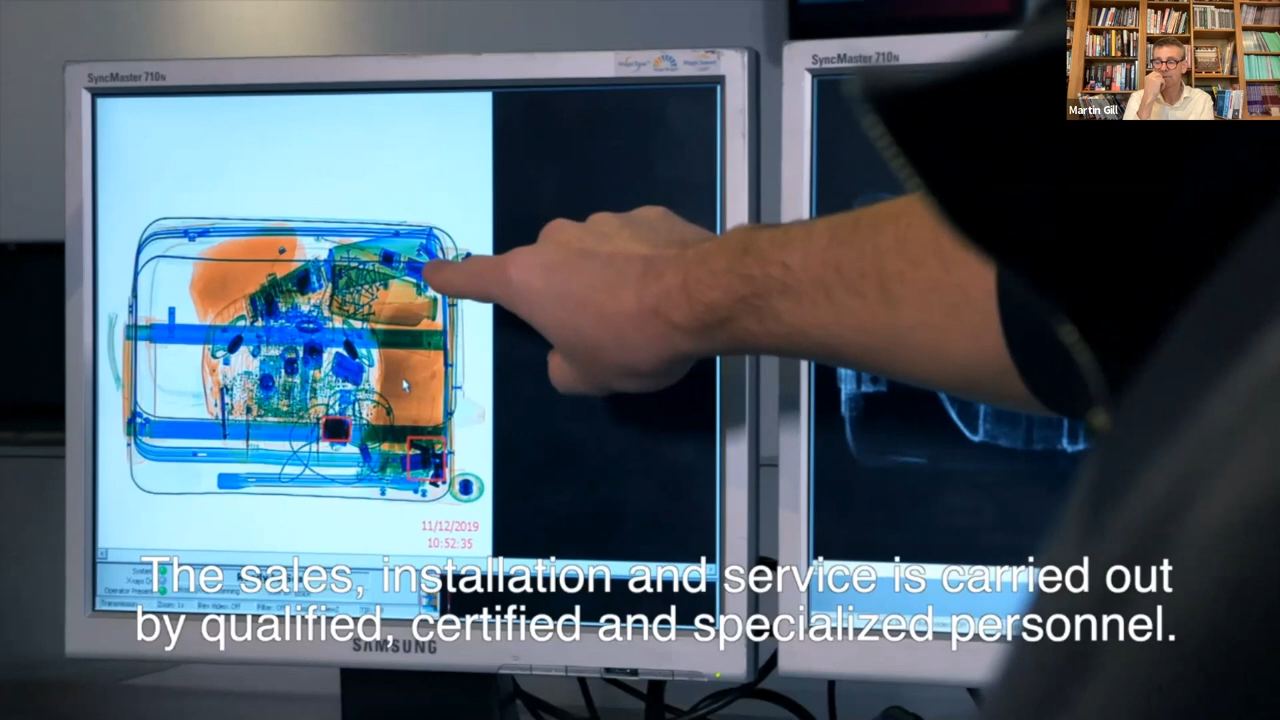 SyncMaster 710N
SyncMaster 710N
Martin Gill
11/12/2019
10:52:35
The sales, installation and service is carried out
by qualified, certified and specialized personnel.
SAMSUNG